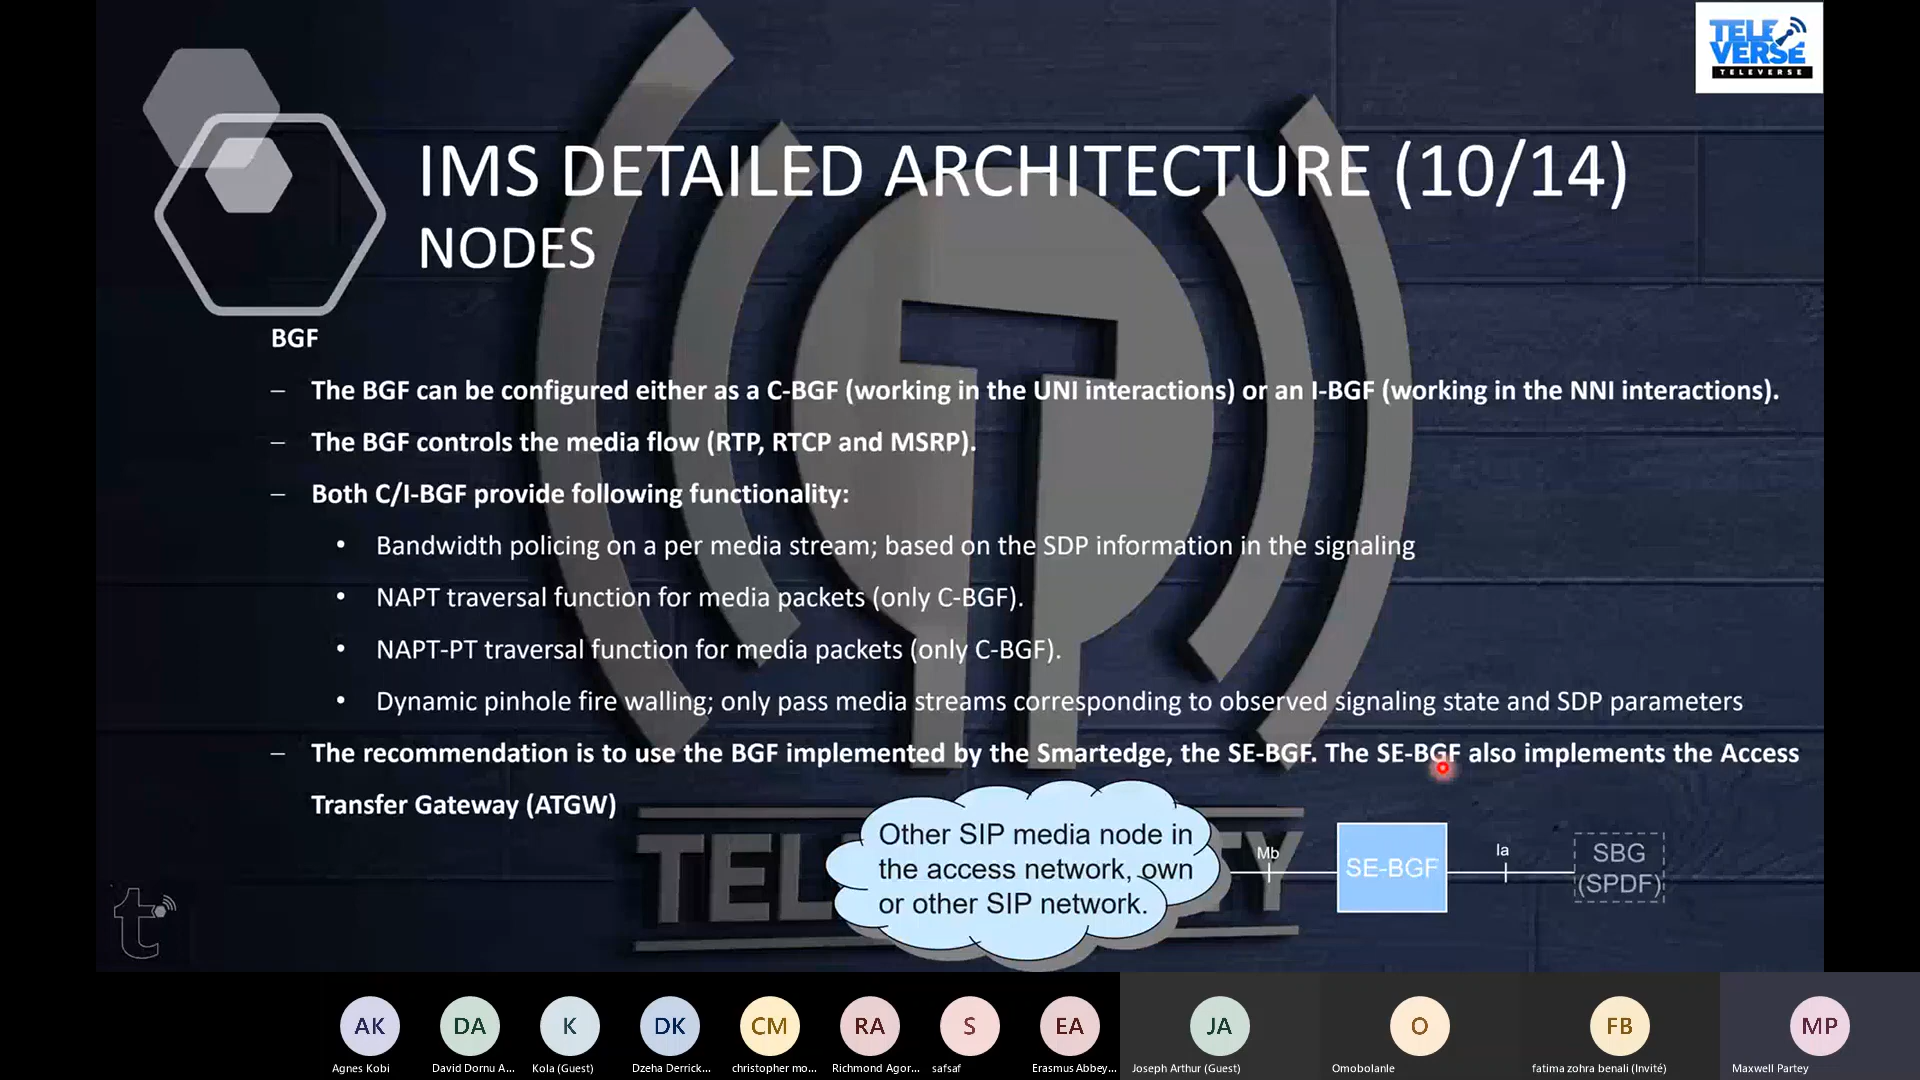 TELE
VERSE
TELEVERSE
IMS DETAILED ARCHITECTURE (10/14)
NODES
BGF
– The BGF can be configured either as a C-BGF (working in the UNI interactions) or an I-BGF (working in the NNI interactions).
– The BGF controls the media flow (RTP, RTCP and MSRP).
– Both C/I-BGF provide following functionality:
• Bandwidth policing on a per media stream; based on the SDP information in the signaling
• NAPT traversal function for media packets (only C-BGF).
• NAPT-PT traversal function for media packets (only C-BGF).
• Dynamic pinhole fire walling; only pass media streams corresponding to observed signaling state and SDP parameters
– The recommendation is to use the BGF implemented by the Smartedge, the SE-BGF. The SE-BGF also implements the Access
Transfer Gateway (ATGW)
Other SIP media node in
the access network, own
or other SIP network.
Mb
SE-BGF
Ia
SBG
(SPDF)
t
AK
DA
K
DK
CM
RA
S
EA
JA
O
FB
MP
Agnes Kobi
David Dornu A...
Kola (Guest)
Dzeha Derrick...
christopher mo...
Richmond Agor...
safsaf
Erasmus Abbey...
Joseph Arthur (Guest)
Omobolanle
fatima zohra benali (Invité)
Maxwell Partey